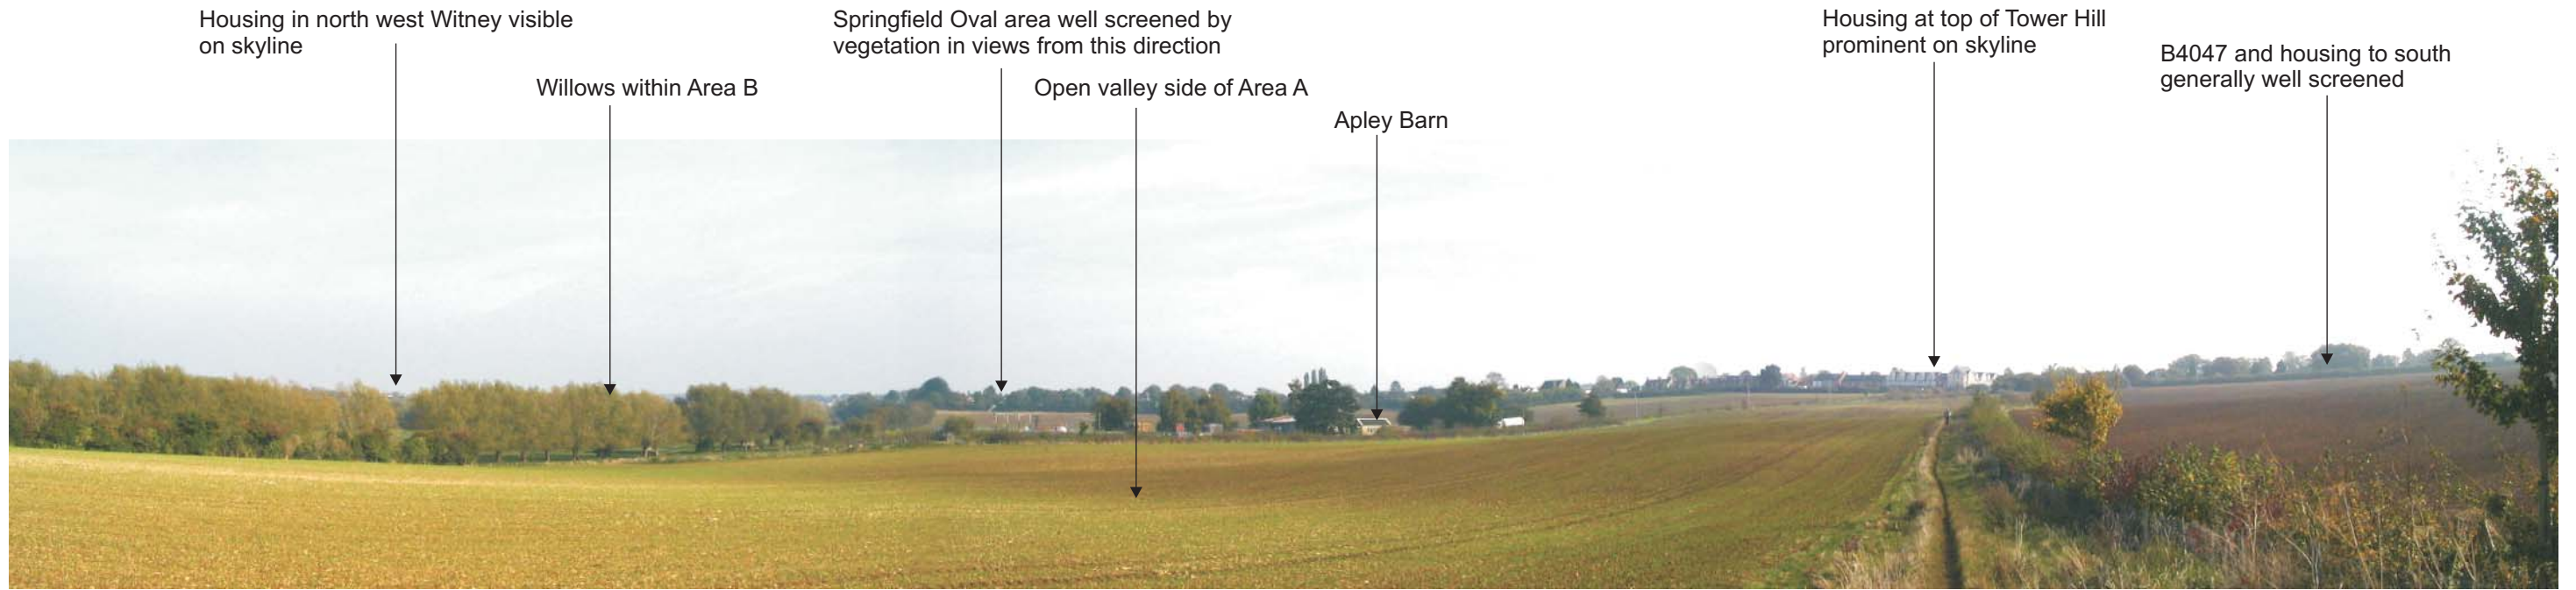 Housing in north west Witney visible
on skyline
Willows within Area B
Springfield Oval area well screened by
vegetation in views from this direction
Open valley side of Area A
Apley Barn
Housing at top of Tower Hill
prominent on skyline
B4047 and housing to south
generally well screened